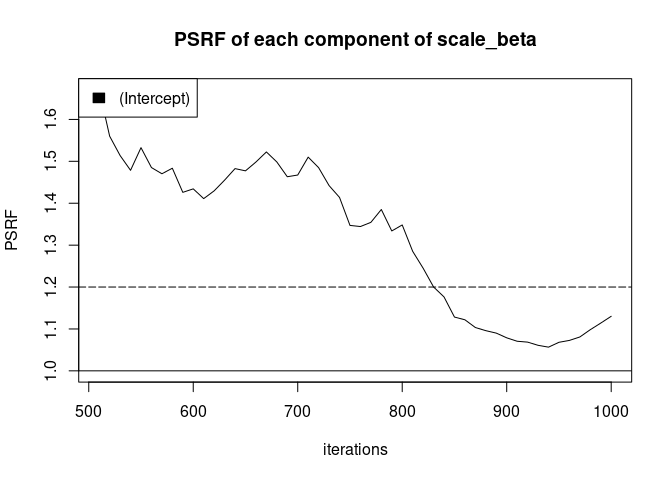 PSRF of each component of scale_beta
(Intercept)
PSRF
1.6
1.5
1.4
1.3
1.2
1.1
1.0
500 600 700 800 900 1000
iterations